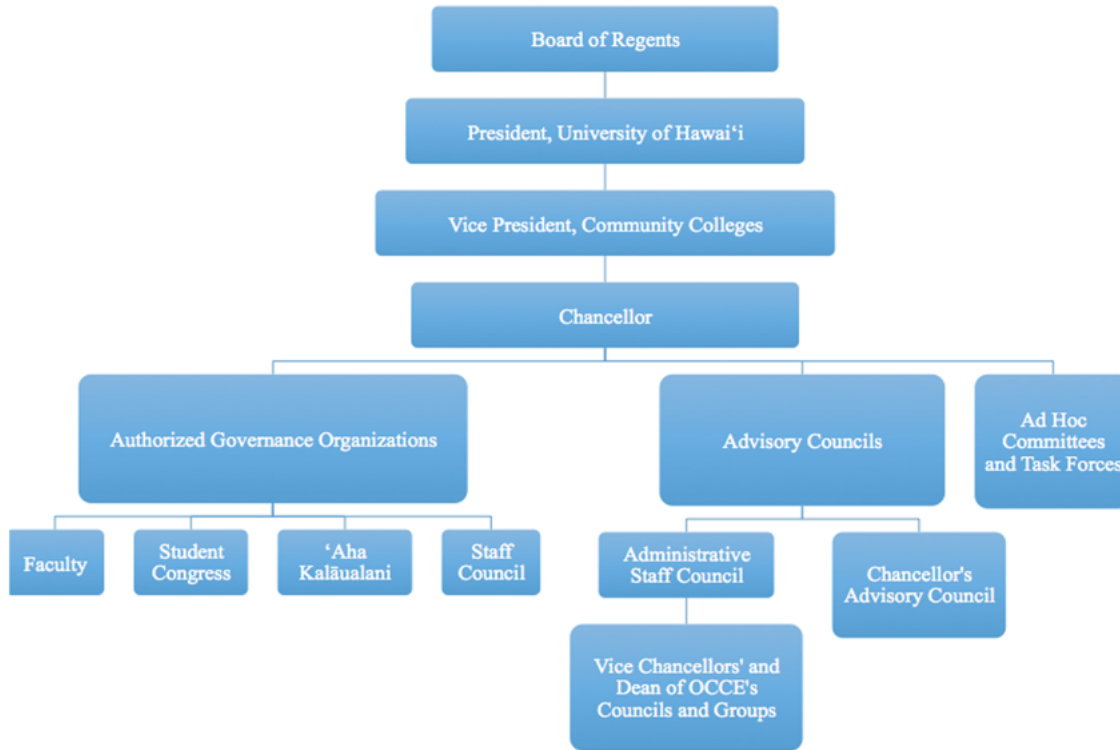 Board of Regents
President, University of Hawaiʻi
Vice President, Community Colleges
Chancellor
Authorized Governance Organizations
Advisory Councils
Ad Hoc
Committees
and Task Forces
Faculty
Student
Congress
ʻAha
Kalāualani
Staff
Council
Administrative
Staff Council
Chancellor's
Advisory Council
Vice Chancellors' and
Dean of OCCE's
Councils and Groups